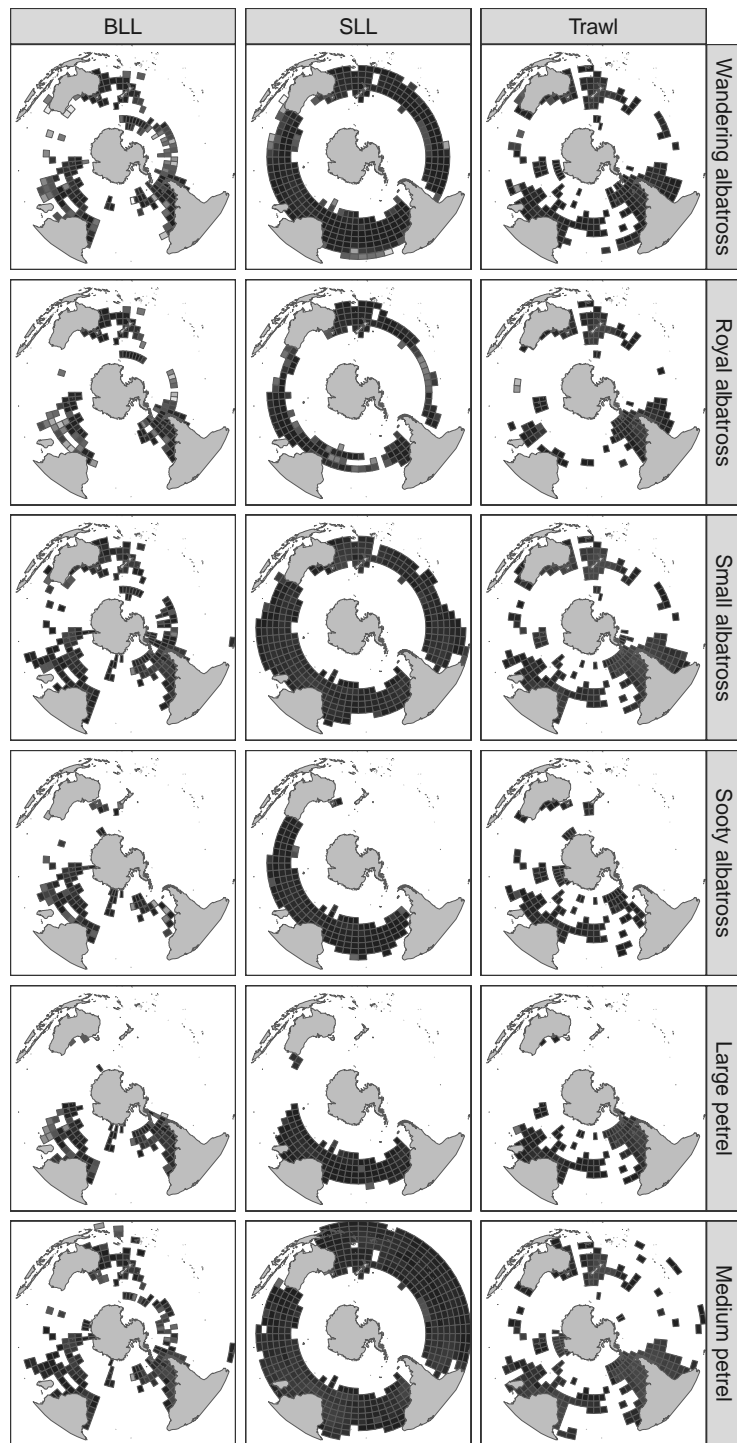 BLL
SLL
Trawl
Wandering albatross
Royal albatross
Small albatross
Sooty albatross
Large petrel
Medium petrel